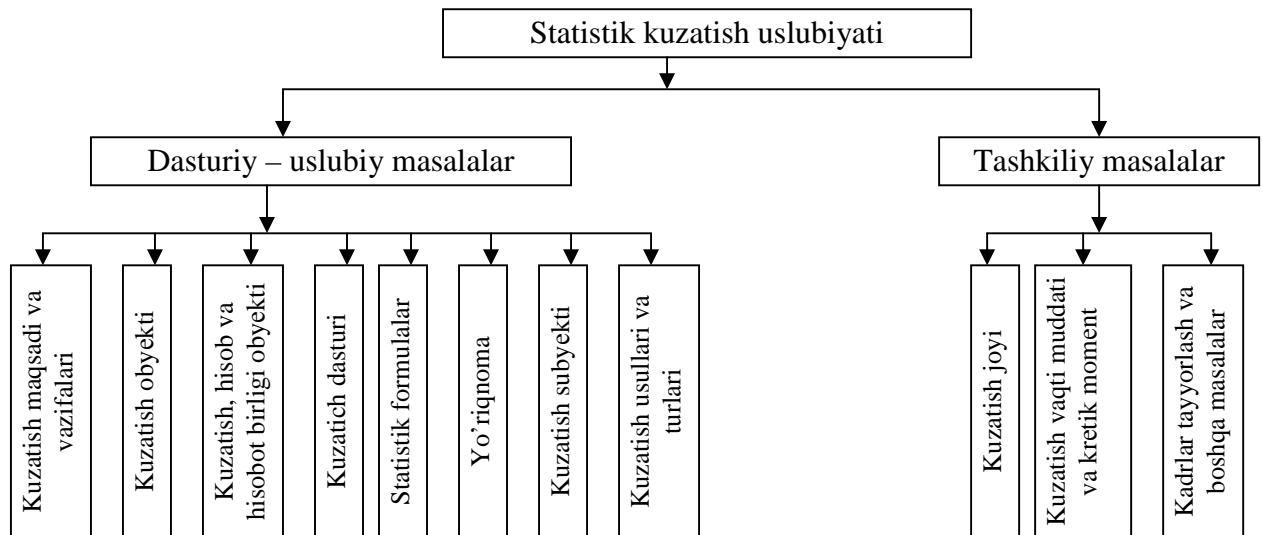 Statistik kuzatish uslubiyati
Dasturiy – uslubiy masalalar
Tashkiliy masalalar
Kuzatish maqsadi va
vazifalari
Kuzatish obyekti
Kuzatish, hisob va
hisobot birligi obyekti
Kuzatich dasturi
Statistik formulalar
Yo’riqnoma
Kuzatish subyekti
Kuzatish usullari va
turlari
Kuzatish joyi
Kuzatish vaqti muddati
va kretik moment
Kadrlar tayyorlash va
boshqa masalalar